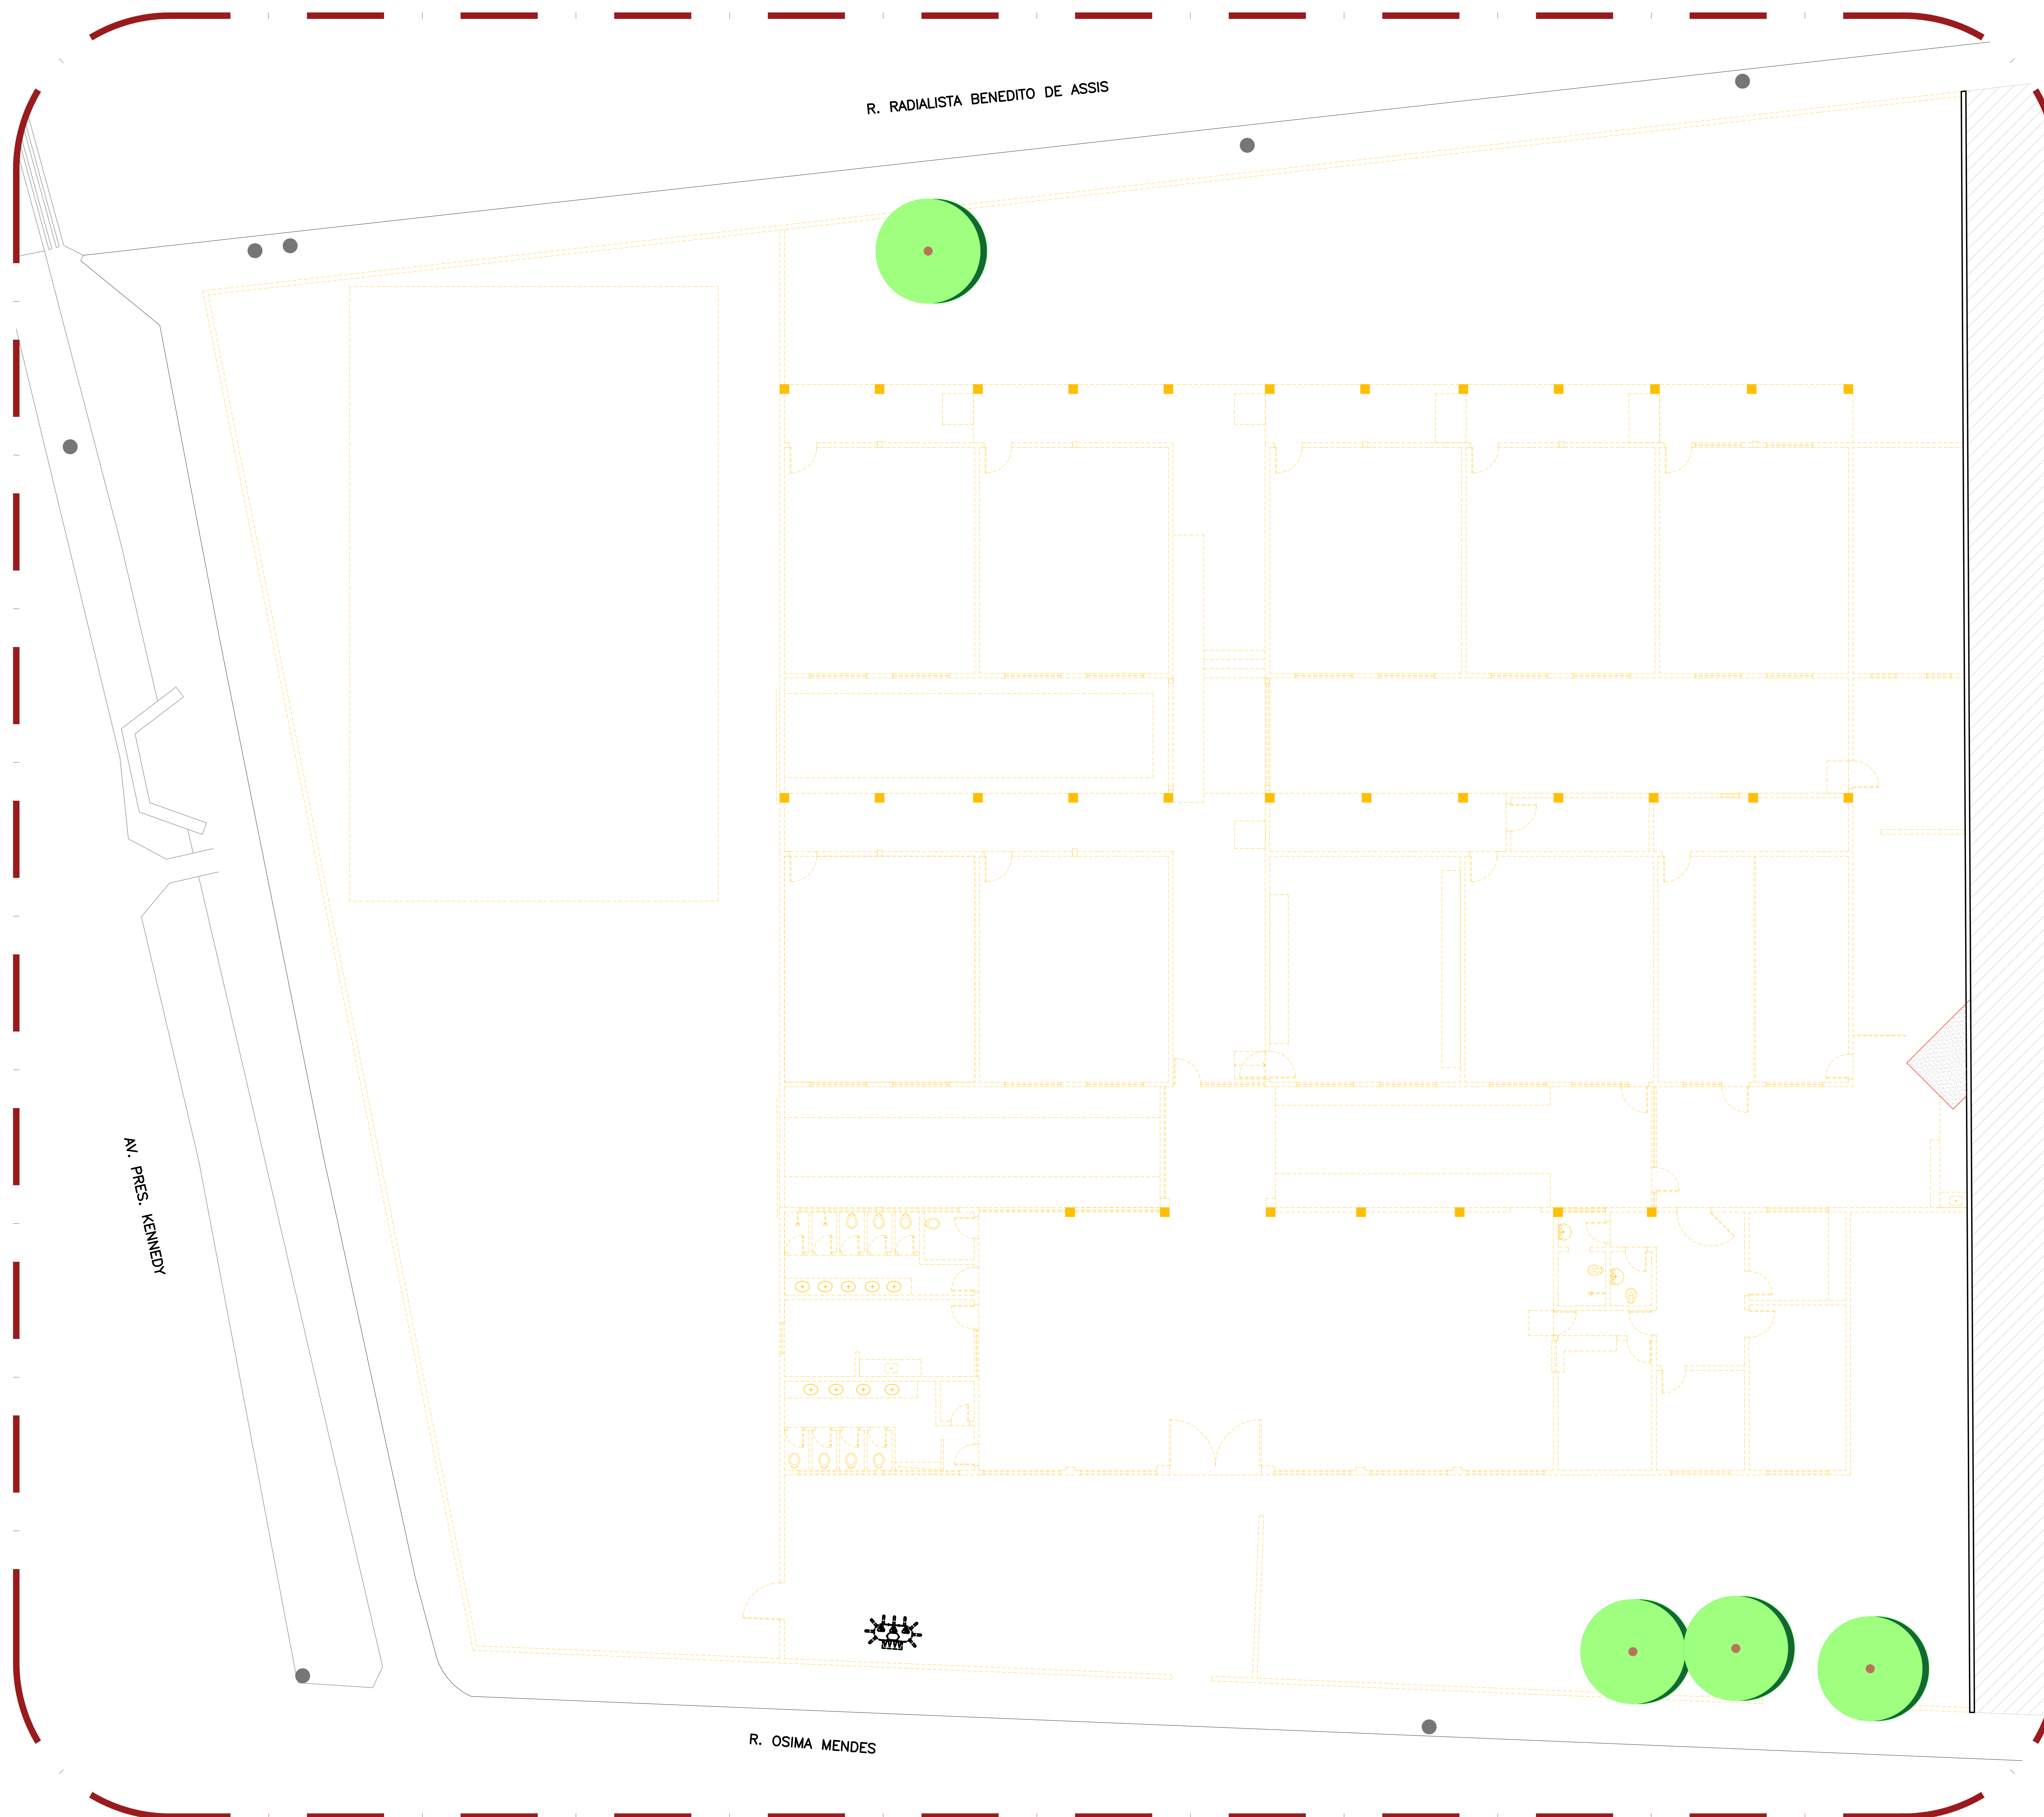 R. RADIALISTA BENEDITO DE ASSIS
AV. PRES. KENNEDY
R. OSIMA MENDES